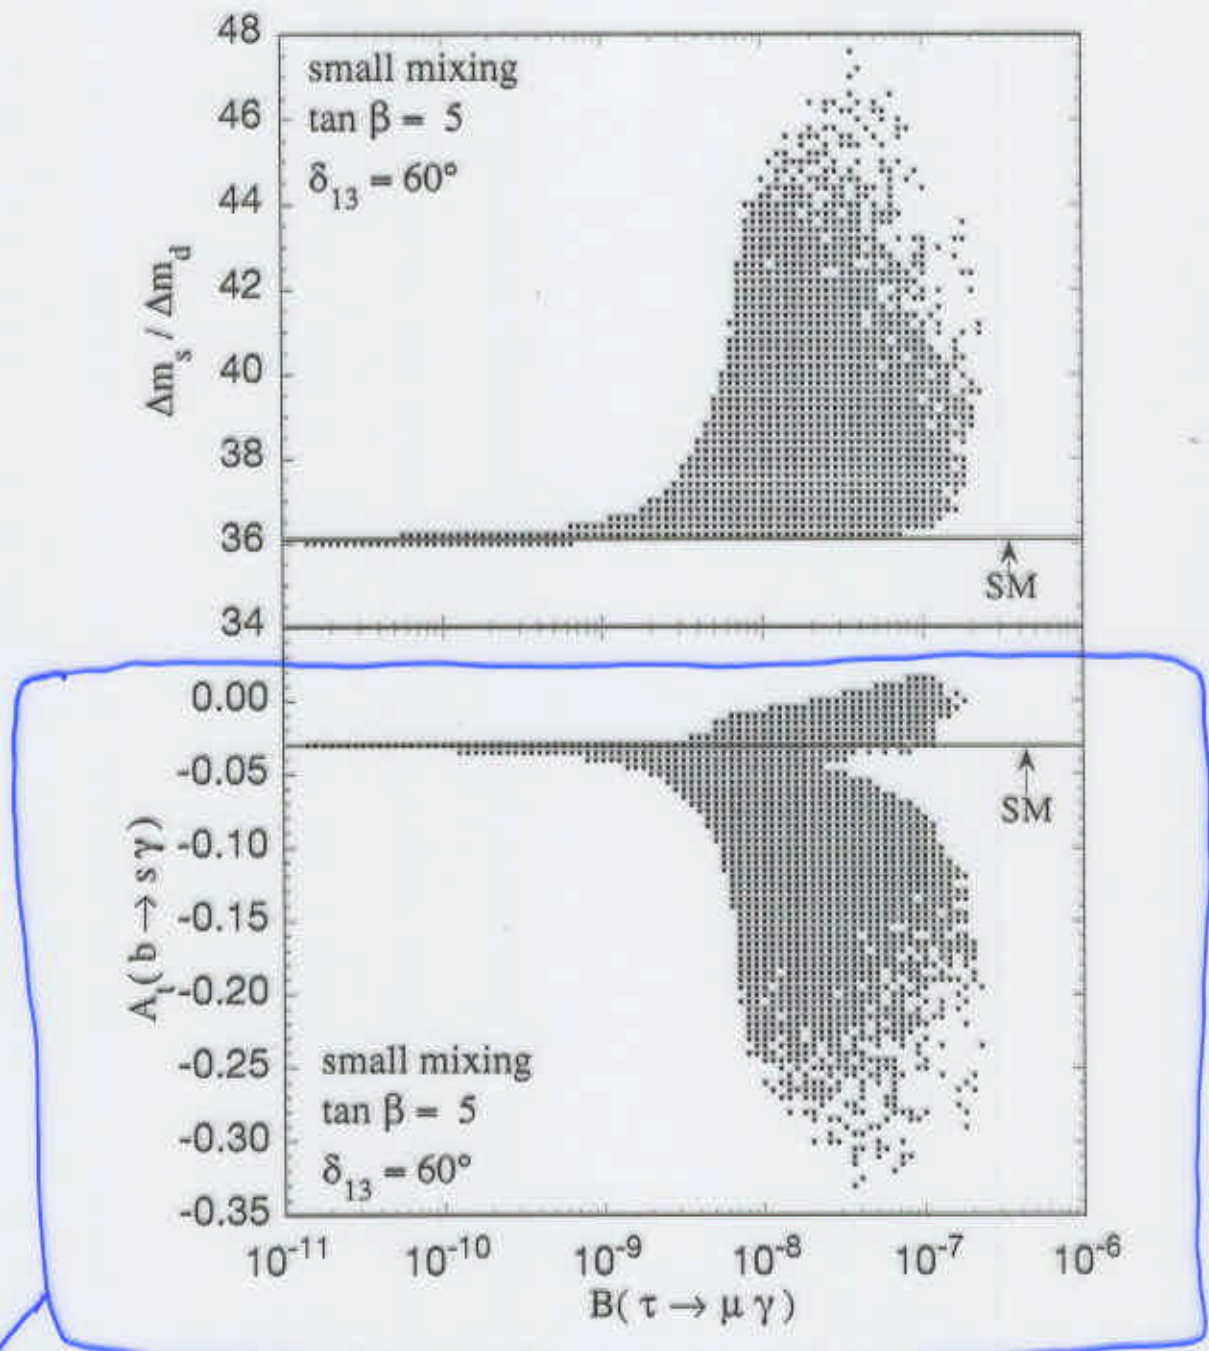 48
small mixing
tan β = 5
δ13 = 60°
46
44
42
40
38
36
34
Δms / Δmd
SM
0.00
-0.05
-0.10
-0.15
-0.20
-0.25
-0.30
-0.35
At(b → s γ)
SM
small mixing
tan β = 5
δ13 = 60°
10-11
10-10
10-9
10-8
10-7
10-6
B( τ → μ γ)